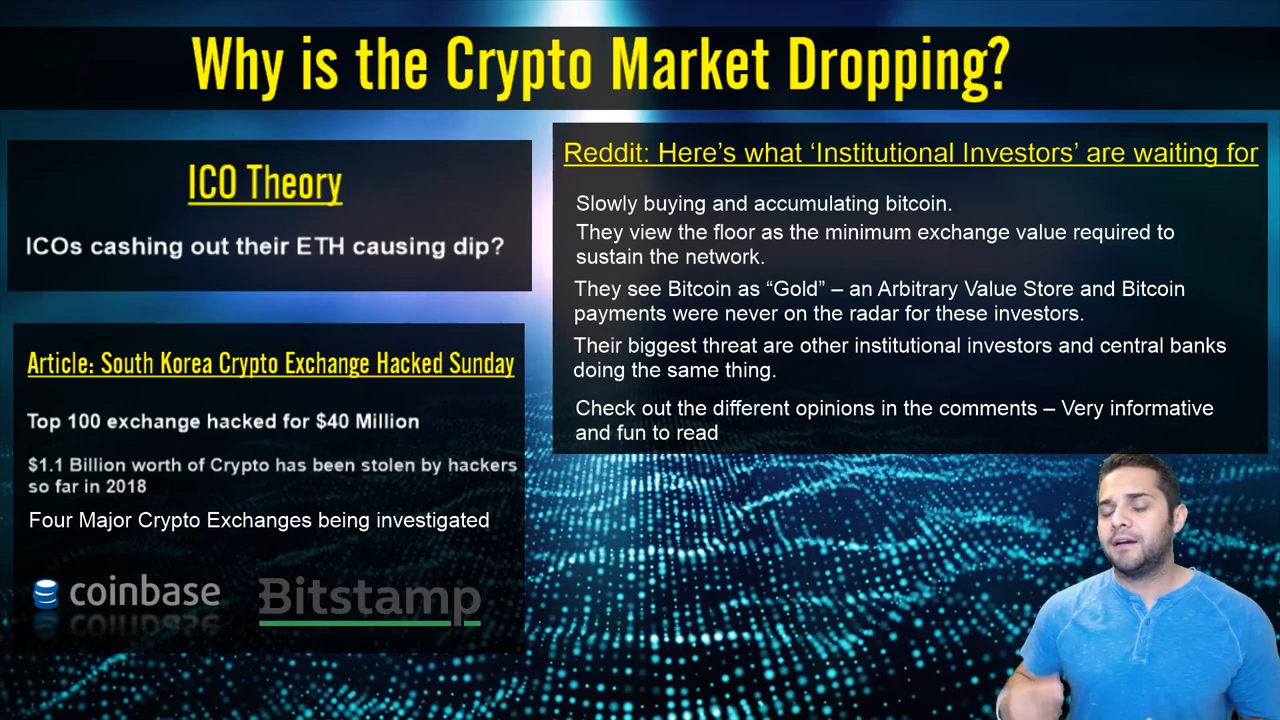 Why is the Crypto Market Dropping?
ICO Theory
ICOs cashing out their ETH causing dip?
Article: South Korea Crypto Exchange Hacked Sunday
Top 100 exchange hacked for $40 Million
$1.1 Billion worth of Crypto has been stolen by hackers
so far in 2018
Four Major Crypto Exchanges being investigated
coinbase
Bitstamp
Reddit: Here’s what ‘Institutional Investors’ are waiting for
Slowly buying and accumulating bitcoin.
They view the floor as the minimum exchange value required to
sustain the network.
They see Bitcoin as “Gold” – an Arbitrary Value Store and Bitcoin
payments were never on the radar for these investors.
Their biggest threat are other institutional investors and central banks
doing the same thing.
Check out the different opinions in the comments – Very informative
and fun to read